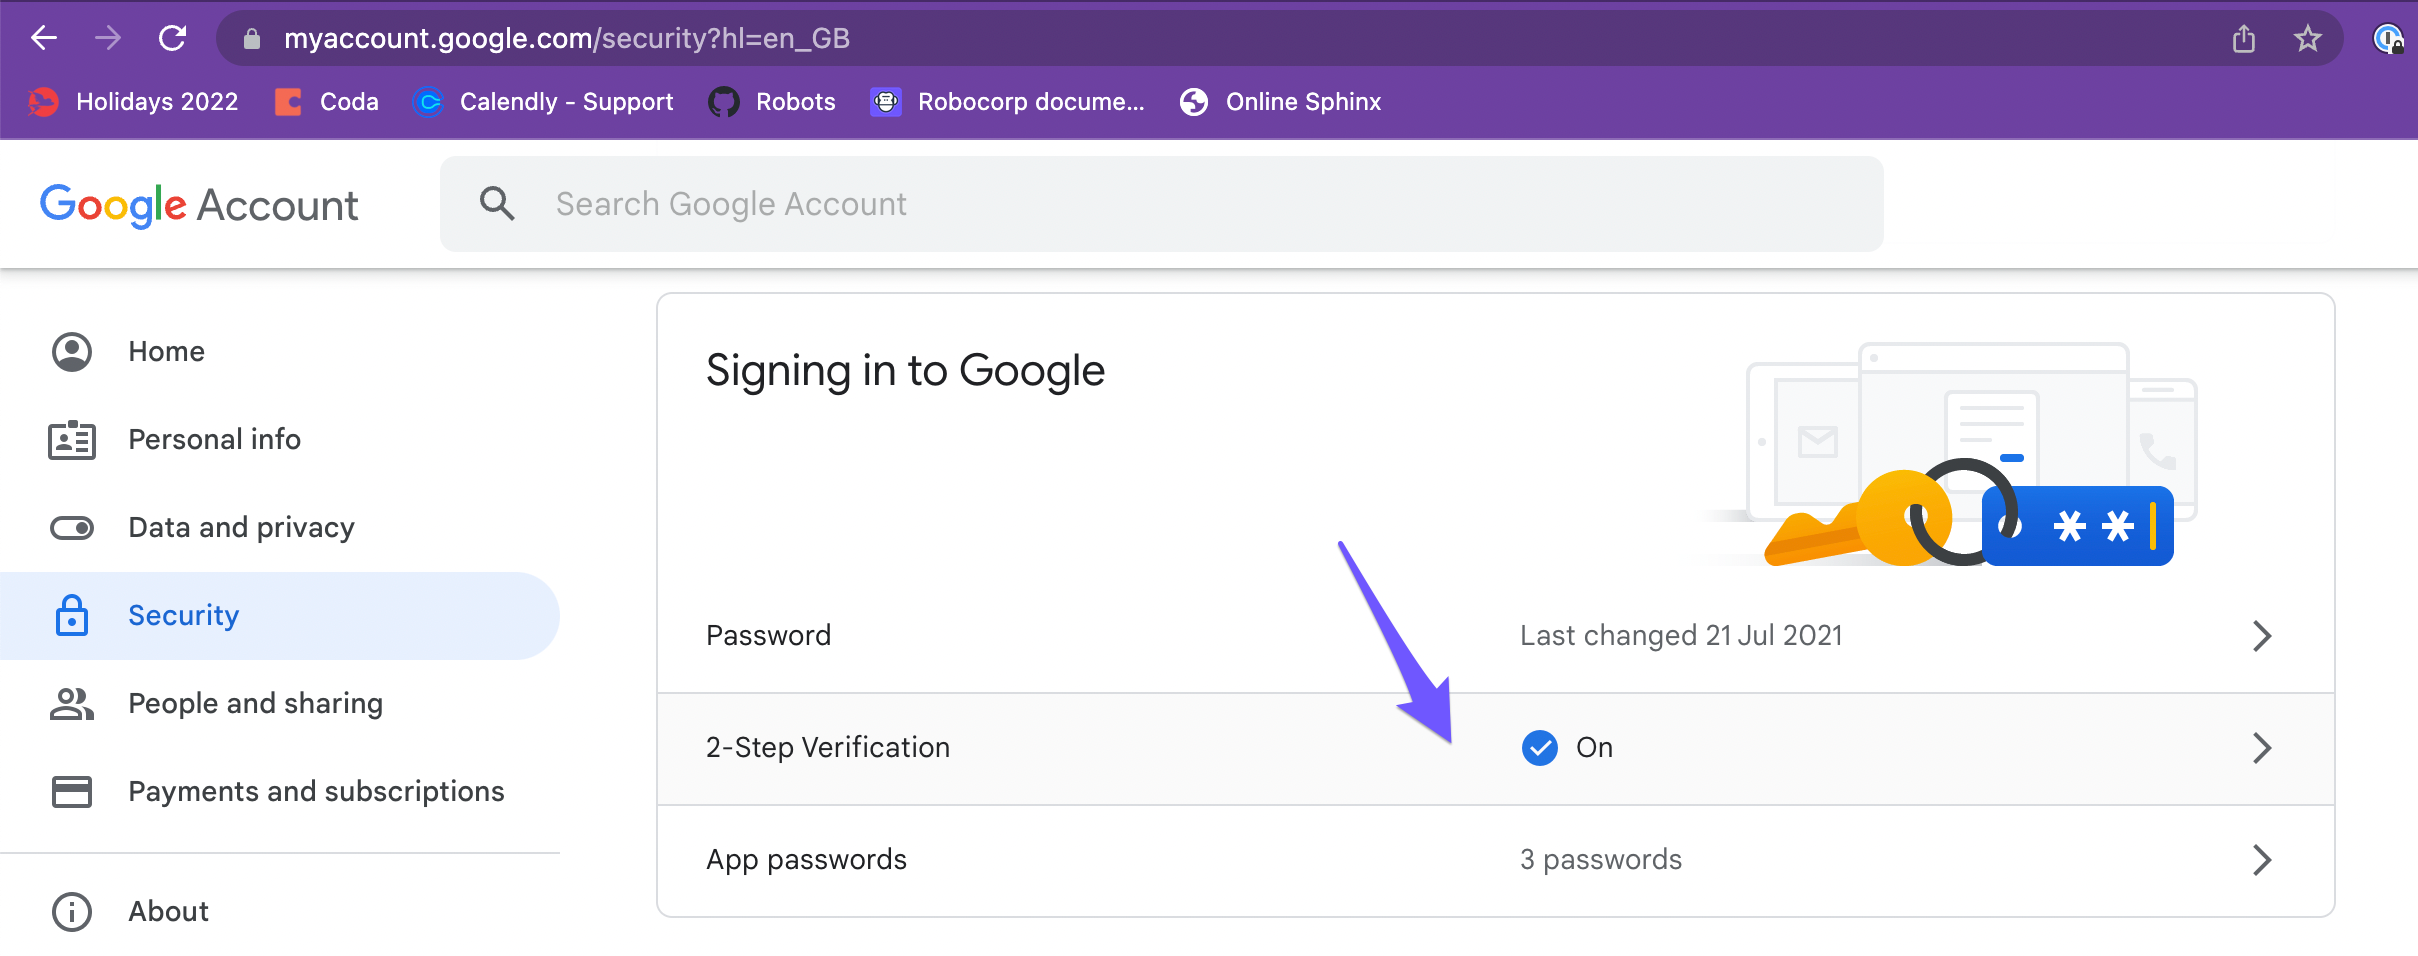 myaccount.google.com/security?hl=en_GB
Holidays 2022 Coda Calendly - Support Robots Robocorp docume... Online Sphinx
Google Account Search Google Account
Home
Personal info
Data and privacy
Security
People and sharing
Payments and subscriptions
About
Signing in to Google
**
Password Last changed 21 Jul 2021
2-Step Verification On
App passwords 3 passwords